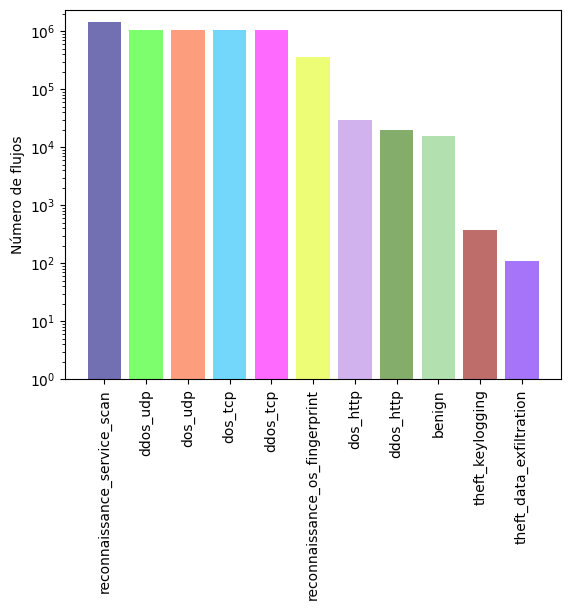 Número de flujos
10^6
10^5
10^4
10^3
10^2
10^1
10^0
reconnaissance_service_scan
ddos_udp
dos_udp
dos_tcp
ddos_tcp
reconnaissance_os_fingerprint
dos_http
ddos_http
benign
theft_keylogging
theft_data_exfiltration